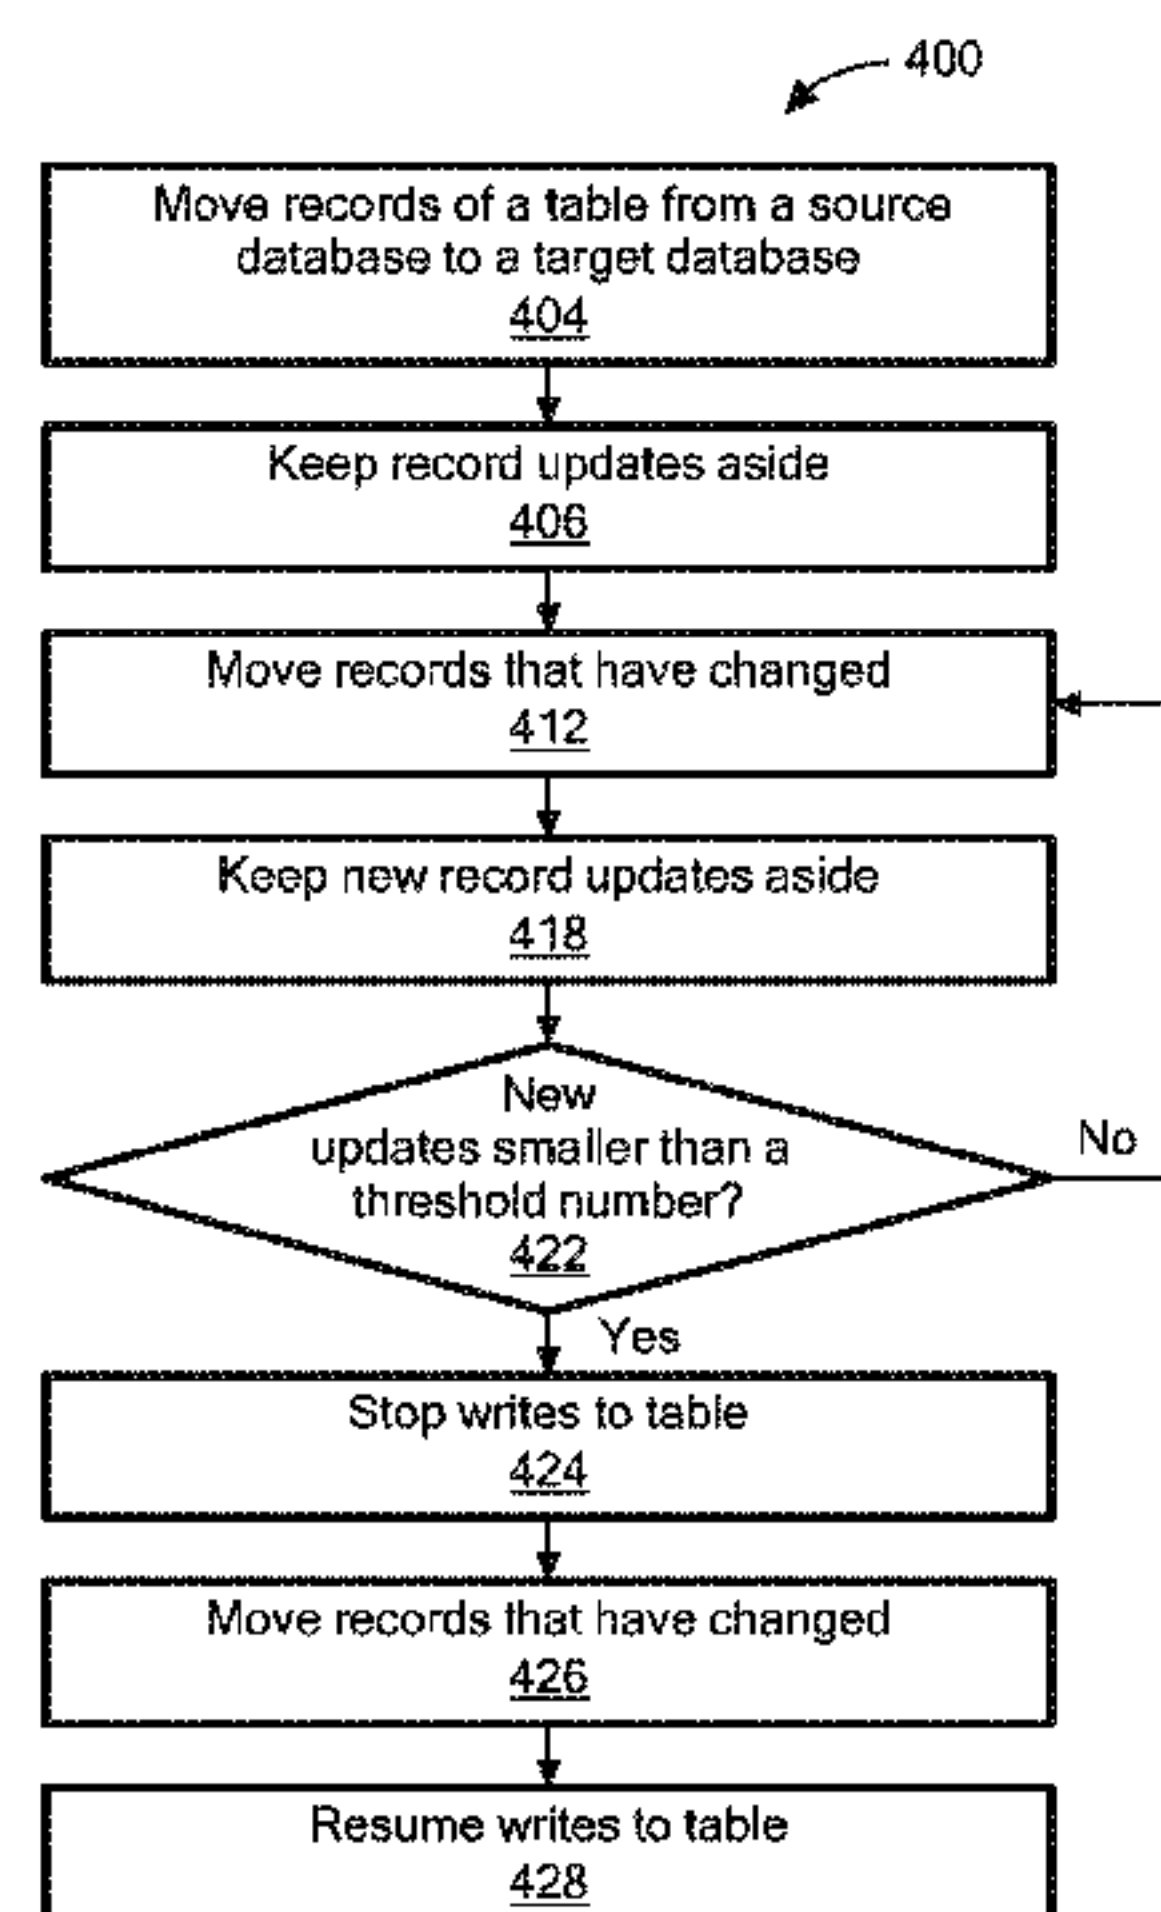 400
Move records of a table from a source
database to a target database
404
Keep record updates aside
406
Move records that have changed
412
Keep new record updates aside
418
New
updates smaller than a
threshold number?
422
No
Yes
Stop writes to table
424
Move records that have changed
426
Resume writes to table
428